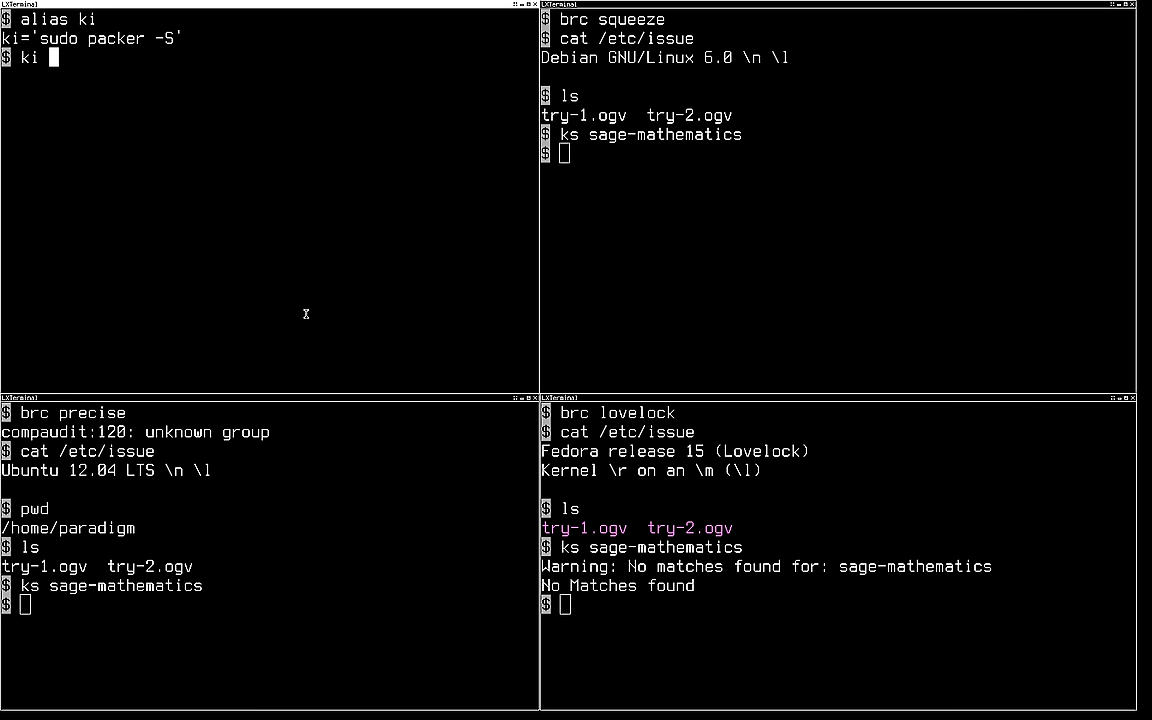 LXTerminal
$ alias ki
ki='sudo packer -S'
$ ki
LXTerminal
$ brc squeeze
$ cat /etc/issue
Debian GNU/Linux 6.0 \n \l
$ ls
try-1.ogv  try-2.ogv
$ ks sage-mathematics
$
LXTerminal
$ brc precise
compaudit:120: unknown group
$ cat /etc/issue
Ubuntu 12.04 LTS \n \l
$ pwd
/home/paradigm
$ ls
try-1.ogv  try-2.ogv
$ ks sage-mathematics
$
LXTerminal
$ brc lovelock
$ cat /etc/issue
Fedora release 15 (Lovelock)
Kernel \r on an \m (\l)
$ ls
try-1.ogv  try-2.ogv
$ ks sage-mathematics
Warning: No matches found for: sage-mathematics
No Matches found
$